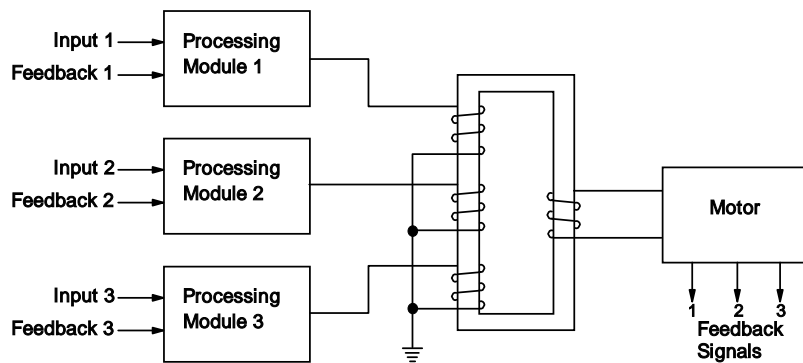 Input 1
Feedback 1
Processing
Module 1
Input 2
Feedback 2
Processing
Module 2
Input 3
Feedback 3
Processing
Module 3
Motor
1 2 3
Feedback
Signals